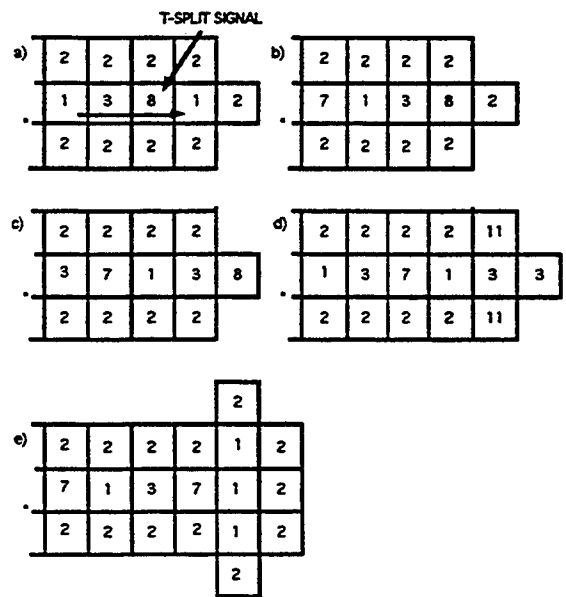 T-SPLIT SIGNAL
a)
2 2 2 2
1 3 8 1 2
2 2 2 2
b)
2 2 2 2
7 1 3 8 2
2 2 2 2
c)
2 2 2 2
3 7 1 3 8
2 2 2 2
d)
2 2 2 2 11
1 3 7 1 3 3
2 2 2 2 11
e)
2
2 2 2 2 1 2
7 1 3 7 1 2
2 2 2 2 1 2
2